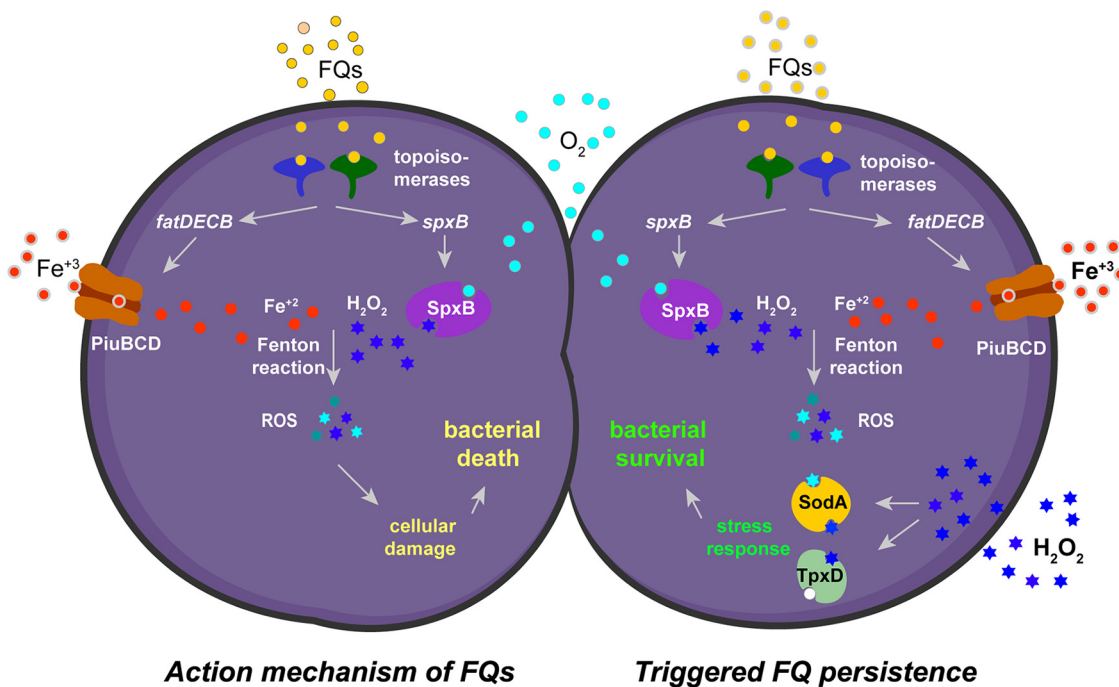 FQs
O₂
topoiso-
merases
fatDECB
spxB
Fe⁺³
PiuBCD
Fe⁺²
H₂O₂
SpxB
Fenton
reaction
ROS
bacterial
death
cellular
damage
FQs
topoiso-
merases
spxB
fatDECB
Fe⁺³
SpxB
H₂O₂
Fe⁺²
PiuBCD
Fenton
reaction
ROS
bacterial
survival
SodA
stress
response
TpxD
H₂O₂
Action mechanism of FQs
Triggered FQ persistence